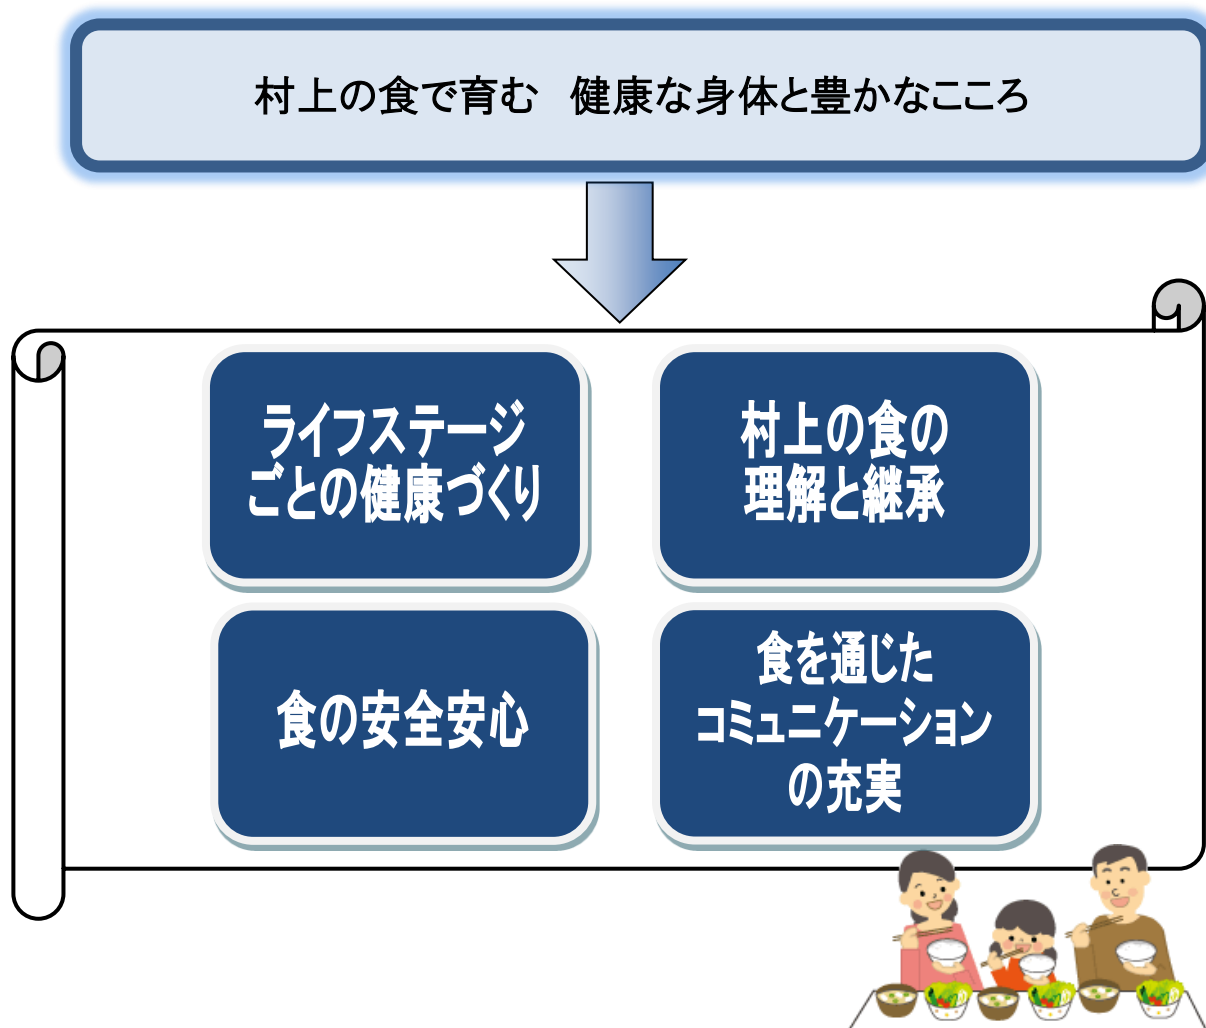 村上の食で育む　健康な身体と豊かなこころ
ライフステージ
ごとの健康づくり
村上の食の
理解と継承
食の安全安心
食を通じた
コミュニケーション
の充実